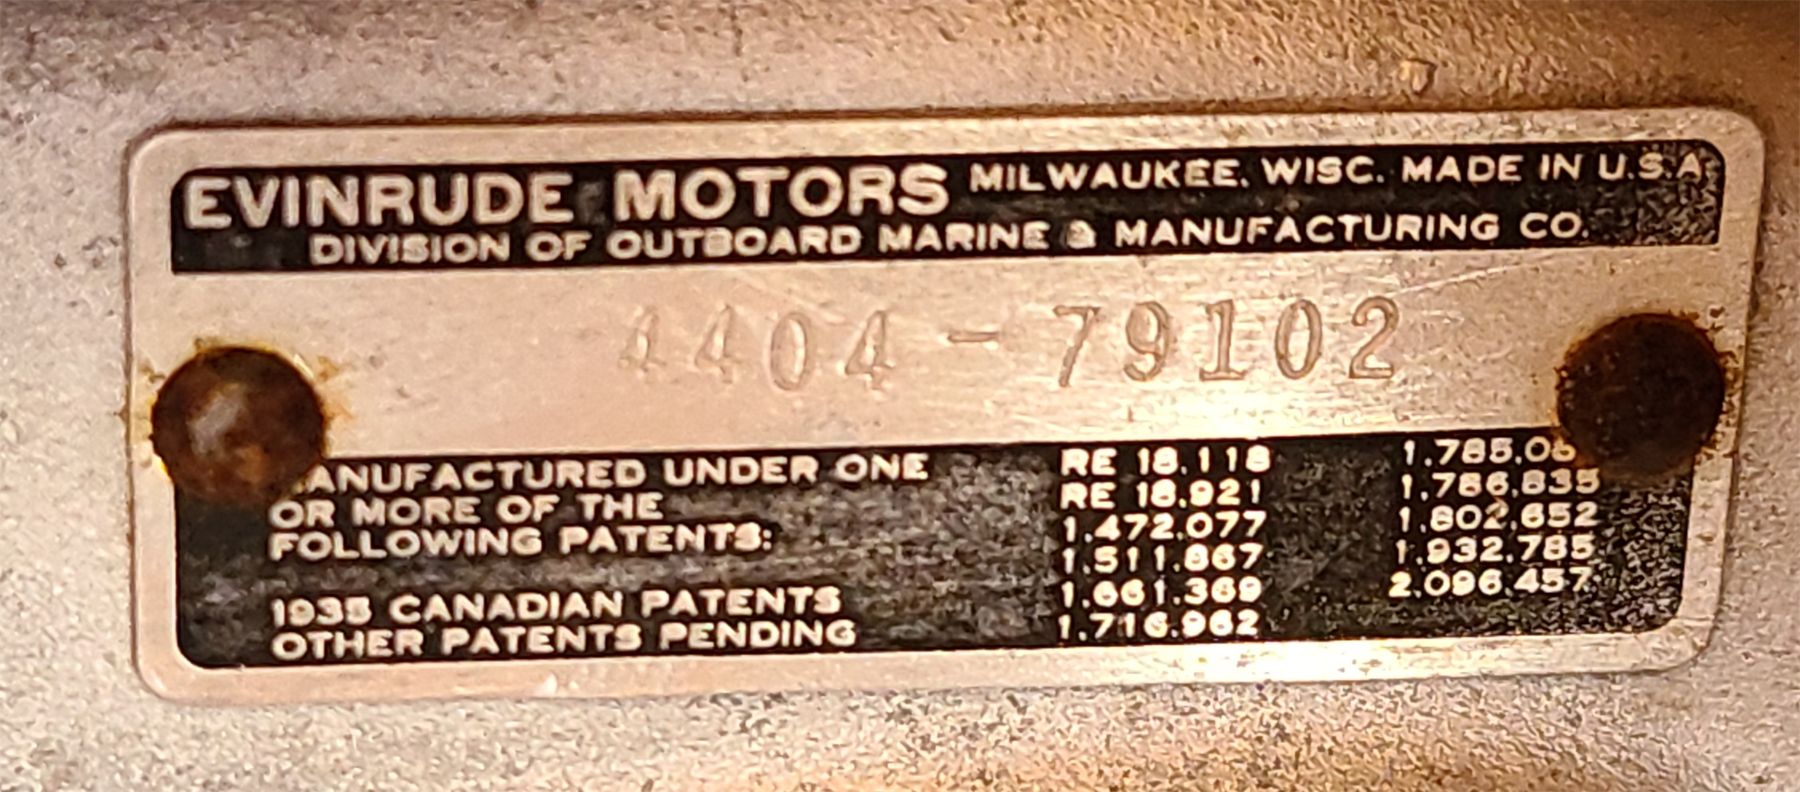 EVINRUDE MOTORS MILWAUKEE. WISC. MADE IN U.S.A.
DIVISION OF OUTBOARD MARINE & MANUFACTURING CO.
4404 - 79102
MANUFACTURED UNDER ONE
OR MORE OF THE
FOLLOWING PATENTS:
1935 CANADIAN PATENTS
OTHER PATENTS PENDING
RE 18.118
RE 18.921
1.472.077
1.511.867
1.661.369
1.716.962
1.786.835
1.802.652
1.932.785
2.096.457